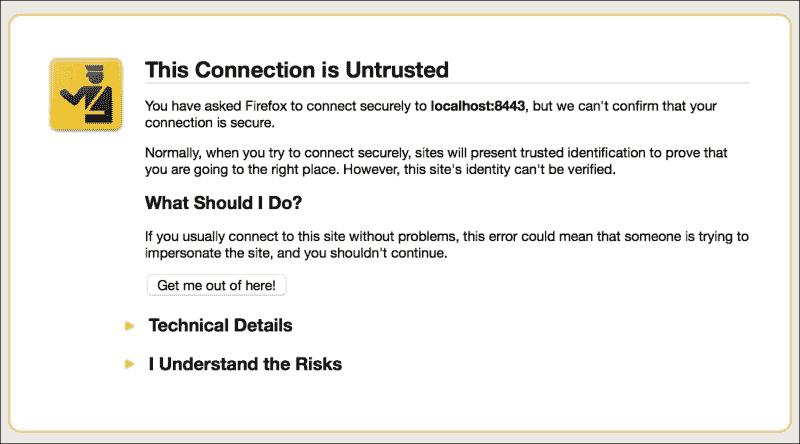 This Connection is Untrusted
You have asked Firefox to connect securely to localhost:8443, but we can't confirm that your
connection is secure.
Normally, when you try to connect securely, sites will present trusted identification to prove that
you are going to the right place. However, this site's identity can't be verified.
What Should I Do?
If you usually connect to this site without problems, this error could mean that someone is trying to
impersonate the site, and you shouldn't continue.
Get me out of here!
Technical Details
I Understand the Risks